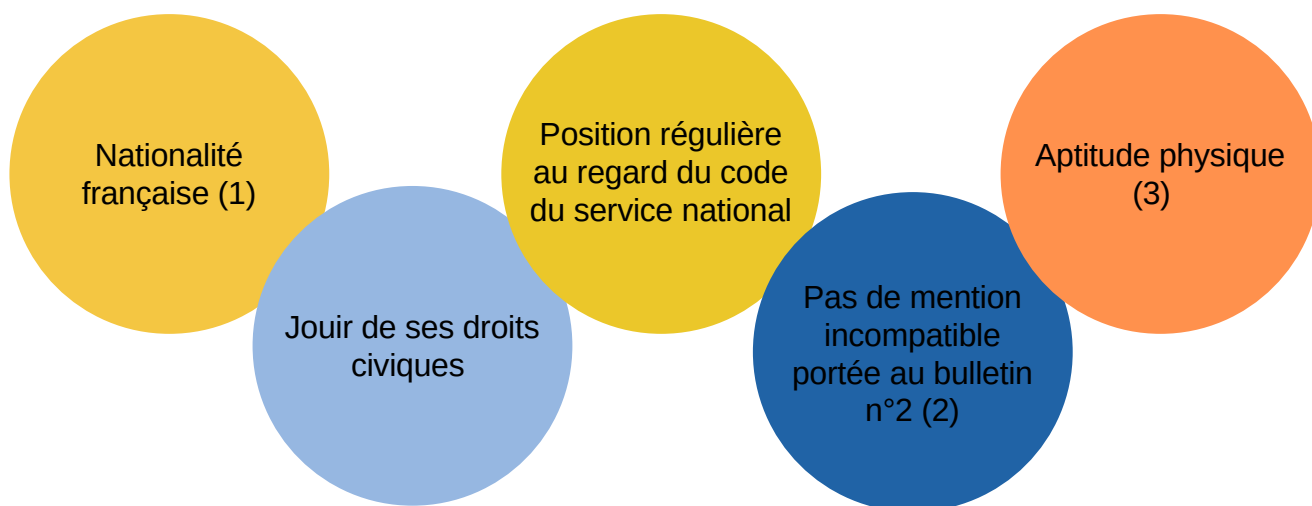 Nationalité
française (1)
Jouir de ses droits
civiques
Position régulière
au regard du code
du service national
Pas de mention
incompatible
portée au bulletin
n°2 (2)
Aptitude physique
(3)